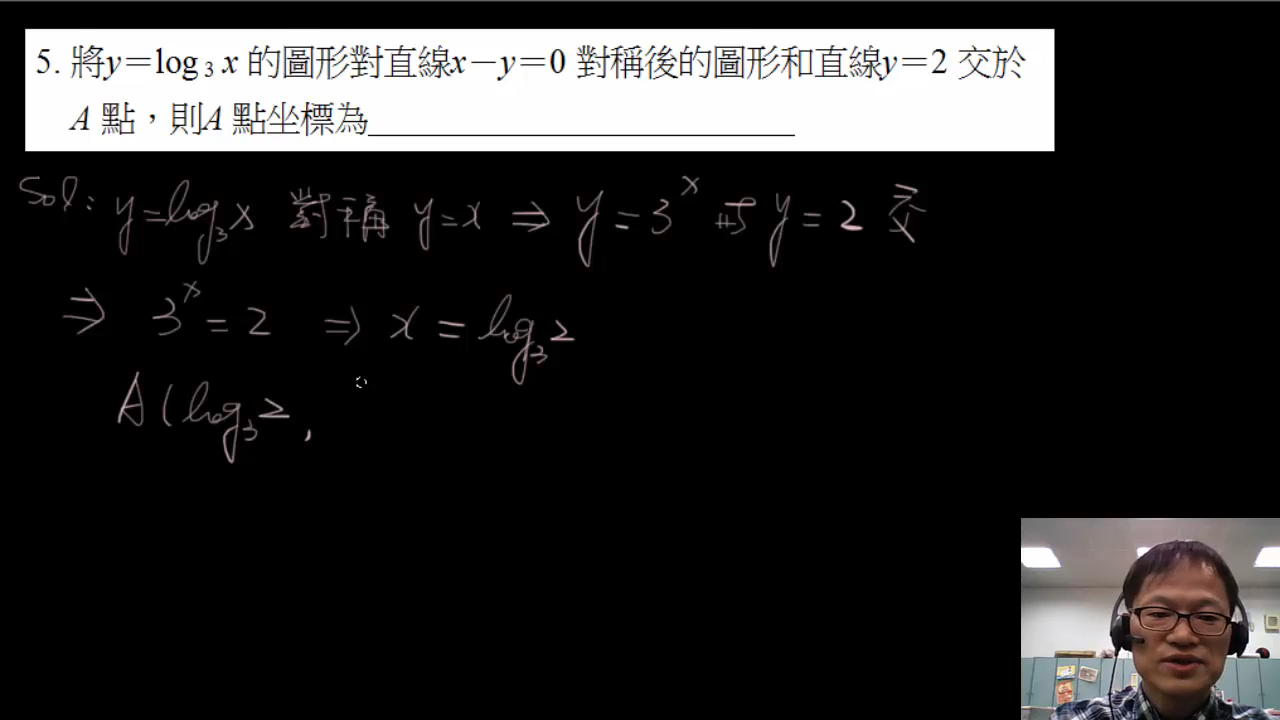 5. 將y＝log₃x 的圖形對直線x－y＝0 對稱後的圖形和直線y＝2 交於
A 點，則A 點坐標為
Sol: y=log₃x 對稱 y=x ⇒ y=3ˣ 與 y=2 交
⇒ 3ˣ=2 ⇒ x=log₃2
A(log₃2,